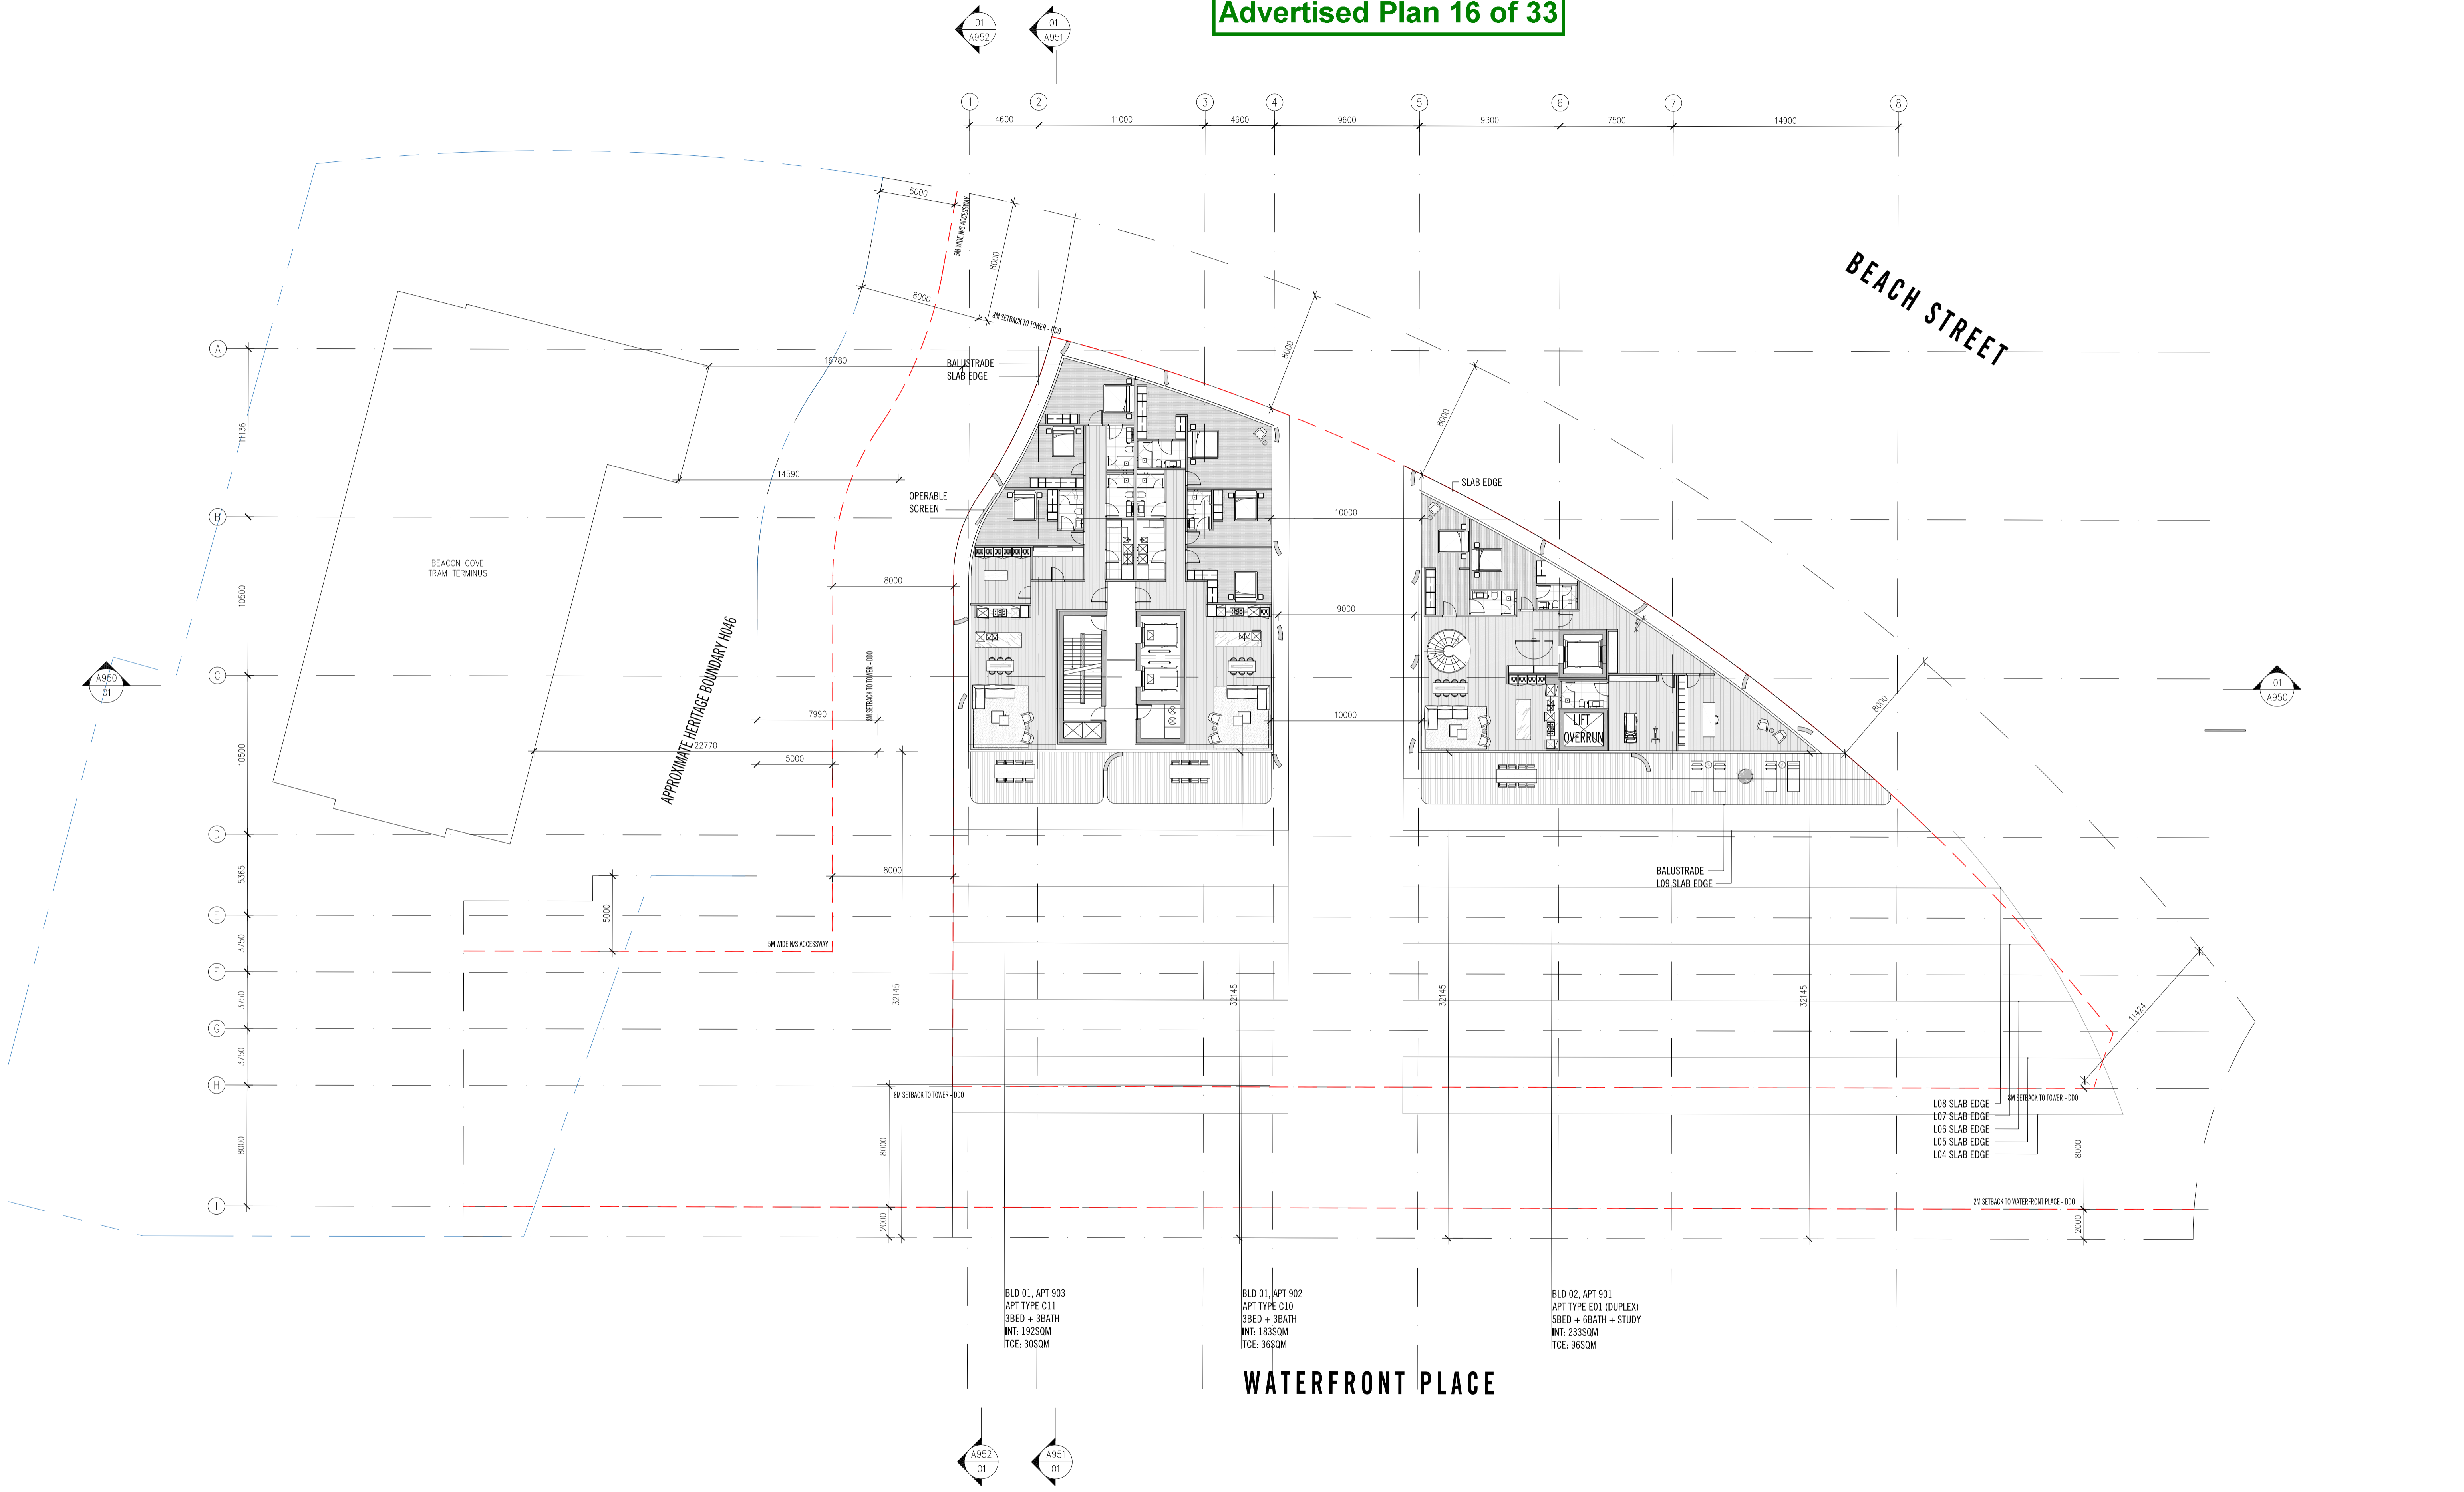 Advertised Plan 16 of 33
01
A952
01
A951
1
2
3
4
5
6
7
8
4600
11000
4600
9600
9300
7500
14900
5000
5M WIDE N/S ACCESSWAY
8000
8000
8M SETBACK TO TOWER - DDO
8000
8000
BEACH STREET
A
B
C
D
E
F
G
H
I
11136
10500
10500
5365
3750
3750
3750
8000
16780
14590
BALUSTRADE
SLAB EDGE
OPERABLE
SCREEN
SLAB EDGE
BEACON COVE
TRAM TERMINUS
APPROXIMATE HERITAGE BOUNDARY H046
8000
8M SETBACK TO TOWER - DDO
7990
22770
5000
10000
9000
10000
8000
LIFT
OVERRUN
A950
01
01
A950
8000
5000
5M WIDE N/S ACCESSWAY
BALUSTRADE
L09 SLAB EDGE
32145
32145
32145
32145
11424
8M SETBACK TO TOWER - DDO
8000
2000
8M SETBACK TO TOWER - DDO
L08 SLAB EDGE
L07 SLAB EDGE
L06 SLAB EDGE
L05 SLAB EDGE
L04 SLAB EDGE
8000
2M SETBACK TO WATERFRONT PLACE - DDO
2000
BLD 01, APT 903
APT TYPE C11
3BED + 3BATH
INT: 192SQM
TCE: 30SQM
BLD 01, APT 902
APT TYPE C10
3BED + 3BATH
INT: 183SQM
TCE: 36SQM
BLD 02, APT 901
APT TYPE E01 (DUPLEX)
5BED + 6BATH + STUDY
INT: 233SQM
TCE: 96SQM
WATERFRONT PLACE
A952
01
A951
01